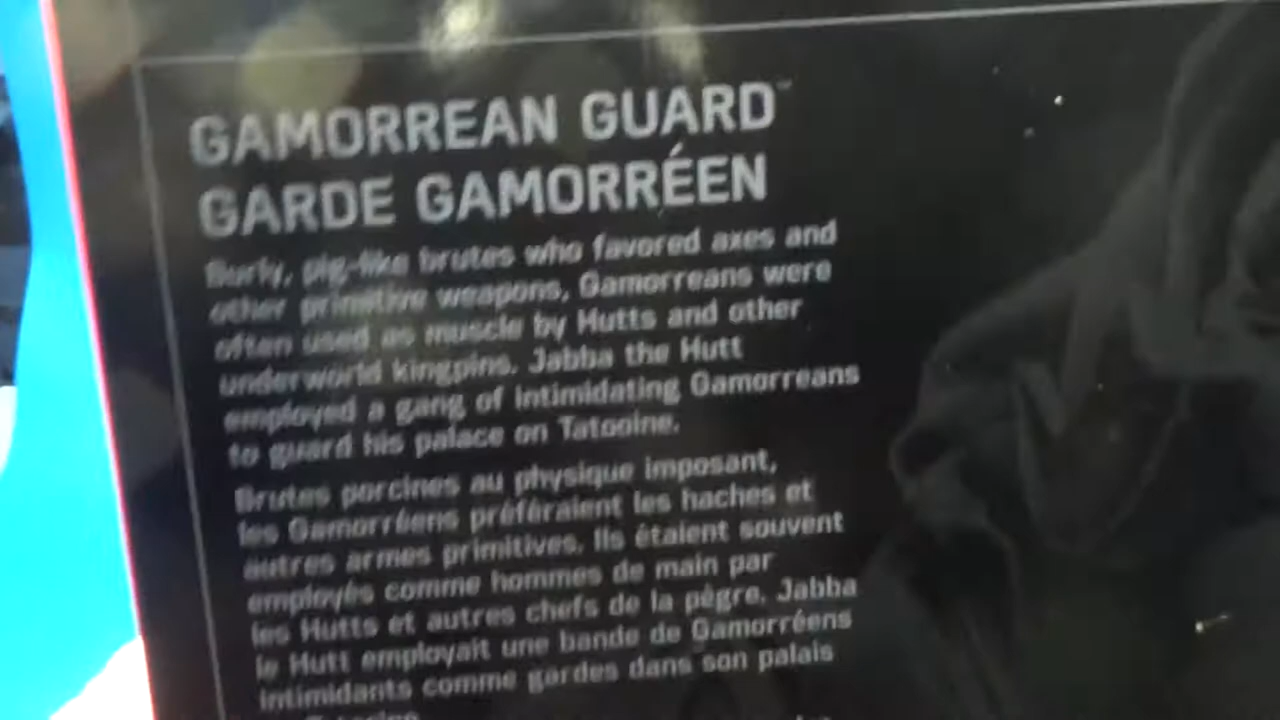 GAMORREAN GUARD™
GARDE GAMORRÉEN
Burly, pig-like brutes who favored axes and
other primitive weapons, Gamorreans were
often used as muscle by Hutts and other
underworld kingpins. Jabba the Hutt
employed a gang of intimidating Gamorreans
to guard his palace on Tatooine.
Brutes porcines au physique imposant,
les Gamorréens préféraient les haches et
autres armes primitives. Ils étaient souvent
employés comme hommes de main par
les Hutts et autres chefs de la pègre. Jabba
le Hutt employait une bande de Gamorréens
intimidants comme gardes dans son palais
Tatooine.